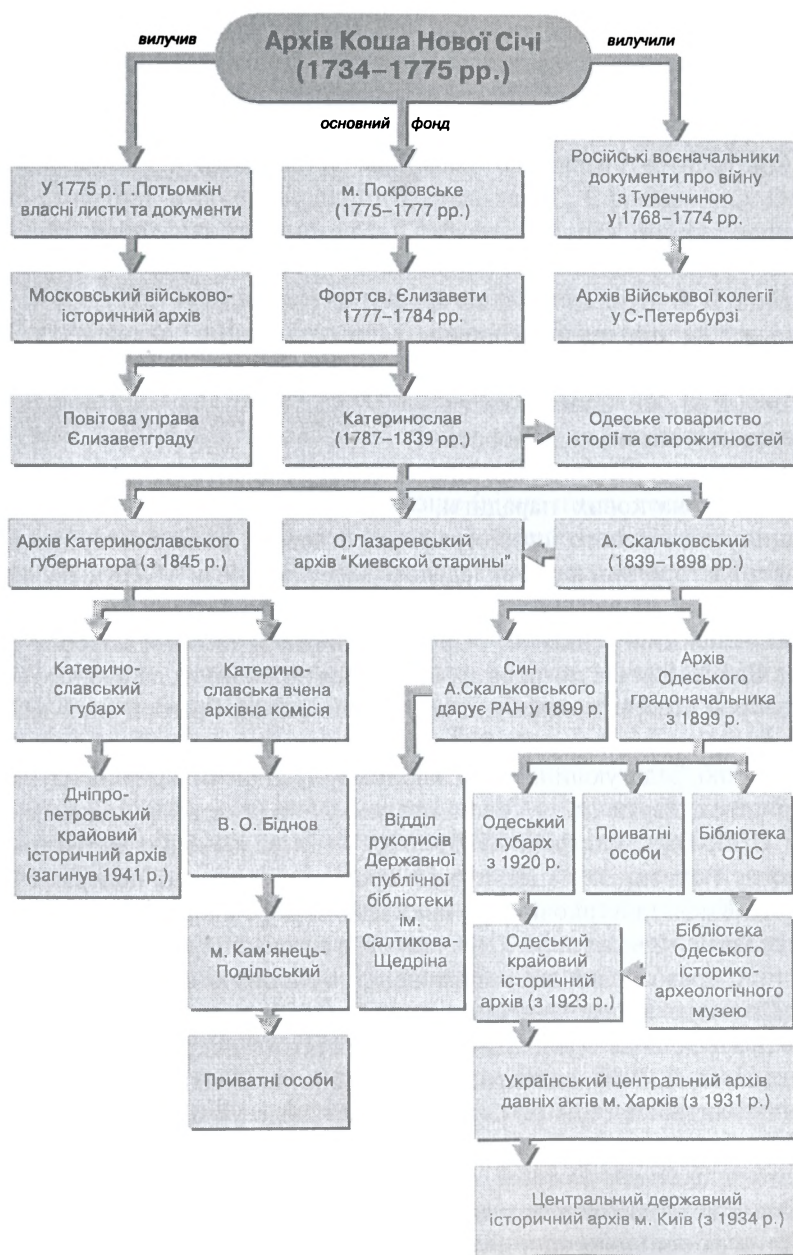 вилучив
Архів Коша Нової Січі
(1734–1775 рр.)
вилучили
основний фонд
У 1775 р. Г.Потьомкін
власні листи та документи
м. Покровське
(1775–1777 рр.)
Російські воєначальники
документи про війну
з Туреччиною
у 1768–1774 рр.
Московський військово-
історичний архів
Форт св. Єлизавети
1777–1784 рр.
Архів Військової колегії
у С-Петербурзі
Повітова управа
Єлизаветграду
Катеринослав
(1787–1839 рр.)
Одеське товариство
історії та старожитностей
Архів Катеринославського
губернатора (з 1845 р.)
О.Лазаревський
архів "Киевской старины"
А. Скальковський
(1839–1898 рр.)
Катерино-
славський
губарх
Катерино-
славська вчена
архівна комісія
Син
А.Скальковського
дарує РАН у 1899 р.
Архів
Одеського
градоначальника
з 1899 р.
Дніпро-
петровський
крайовий
історичний архів
(загинув 1941 р.)
В. О. Біднов
Відділ
рукописів
Державної
публічної
бібліотеки
ім.
Салтикова-
Щедріна
Одеський
губарх
з 1920 р.
Приватні
особи
Бібліотека
ОТІС
м. Кам'янець-
Подільський
Одеський
крайовий
історичний
архів (з 1923 р.)
Бібліотека
Одеського
історико-
археологічного
музею
Приватні особи
Український центральний архів
давніх актів м. Харків (з 1931 р.)
Центральний державний
історичний архів м. Київ (з 1934 р.)